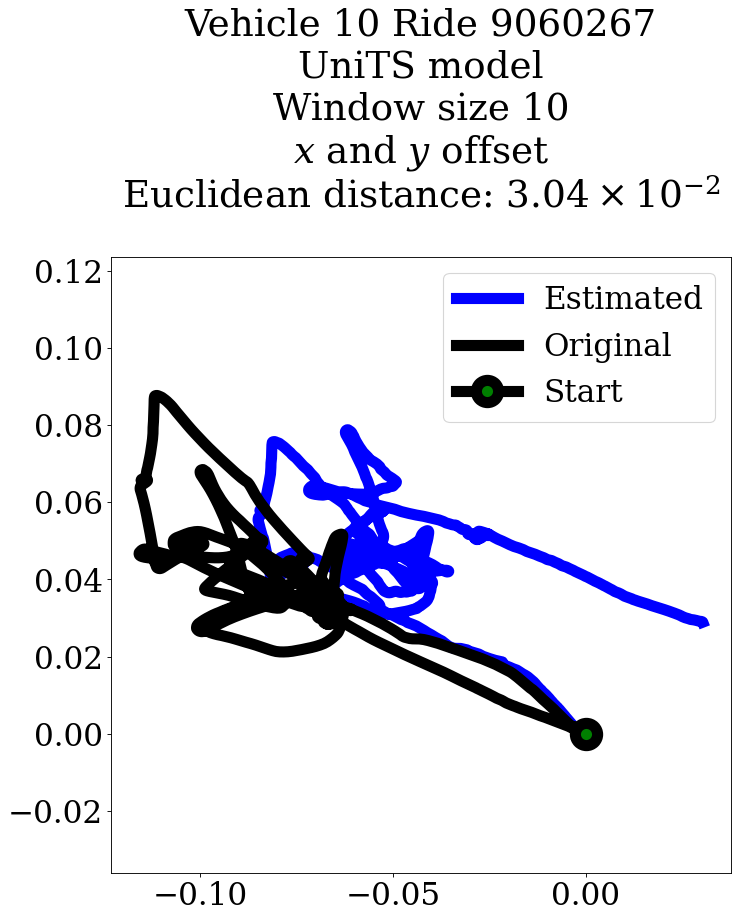 Vehicle 10 Ride 9060267
UniTS model
Window size 10
x and y offset
Euclidean distance: 3.04 × 10⁻²
Estimated
Original
Start
0.12
0.10
0.08
0.06
0.04
0.02
0.00
−0.02
−0.10
−0.05
0.00